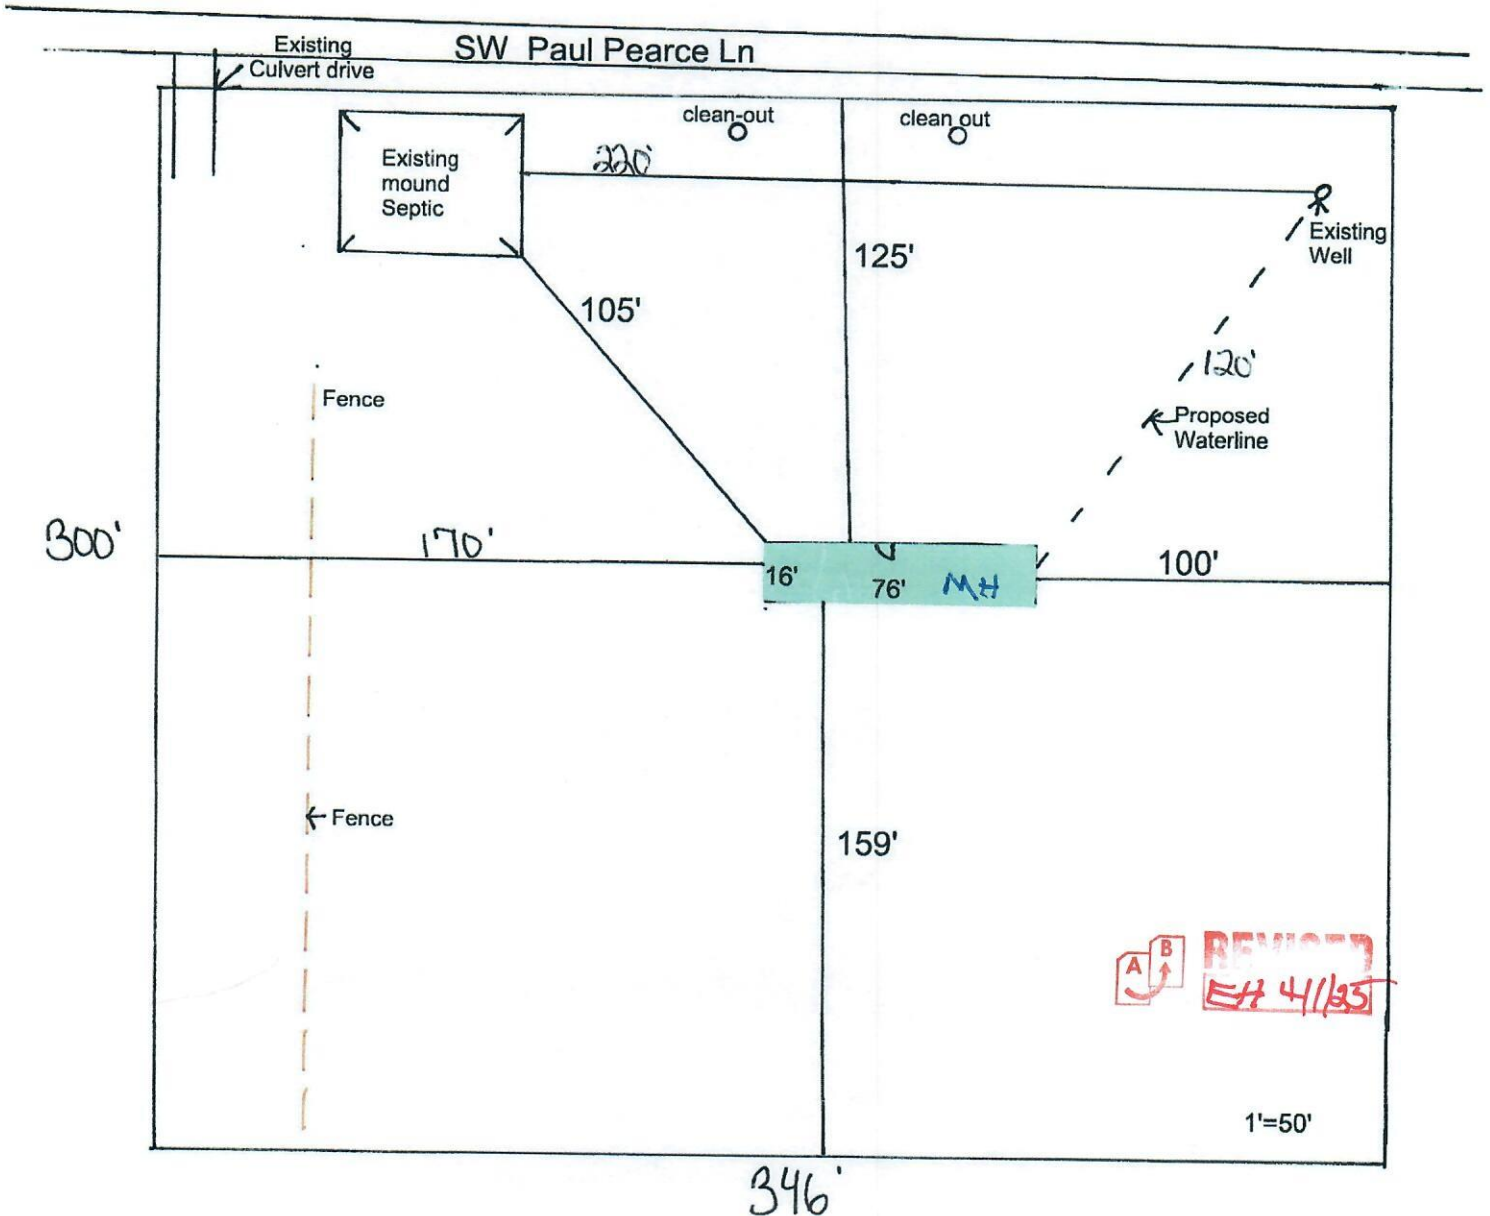 Existing
Culvert drive
SW Paul Pearce Ln
clean-out
clean out
Existing
mound
Septic
220'
Existing
Well
125'
105'
120'
Proposed
Waterline
Fence
300'
170'
16'
76'
MH
100'
Fence
159'
A
B
REVISED
EH 4/1/25
1'=50'
346'